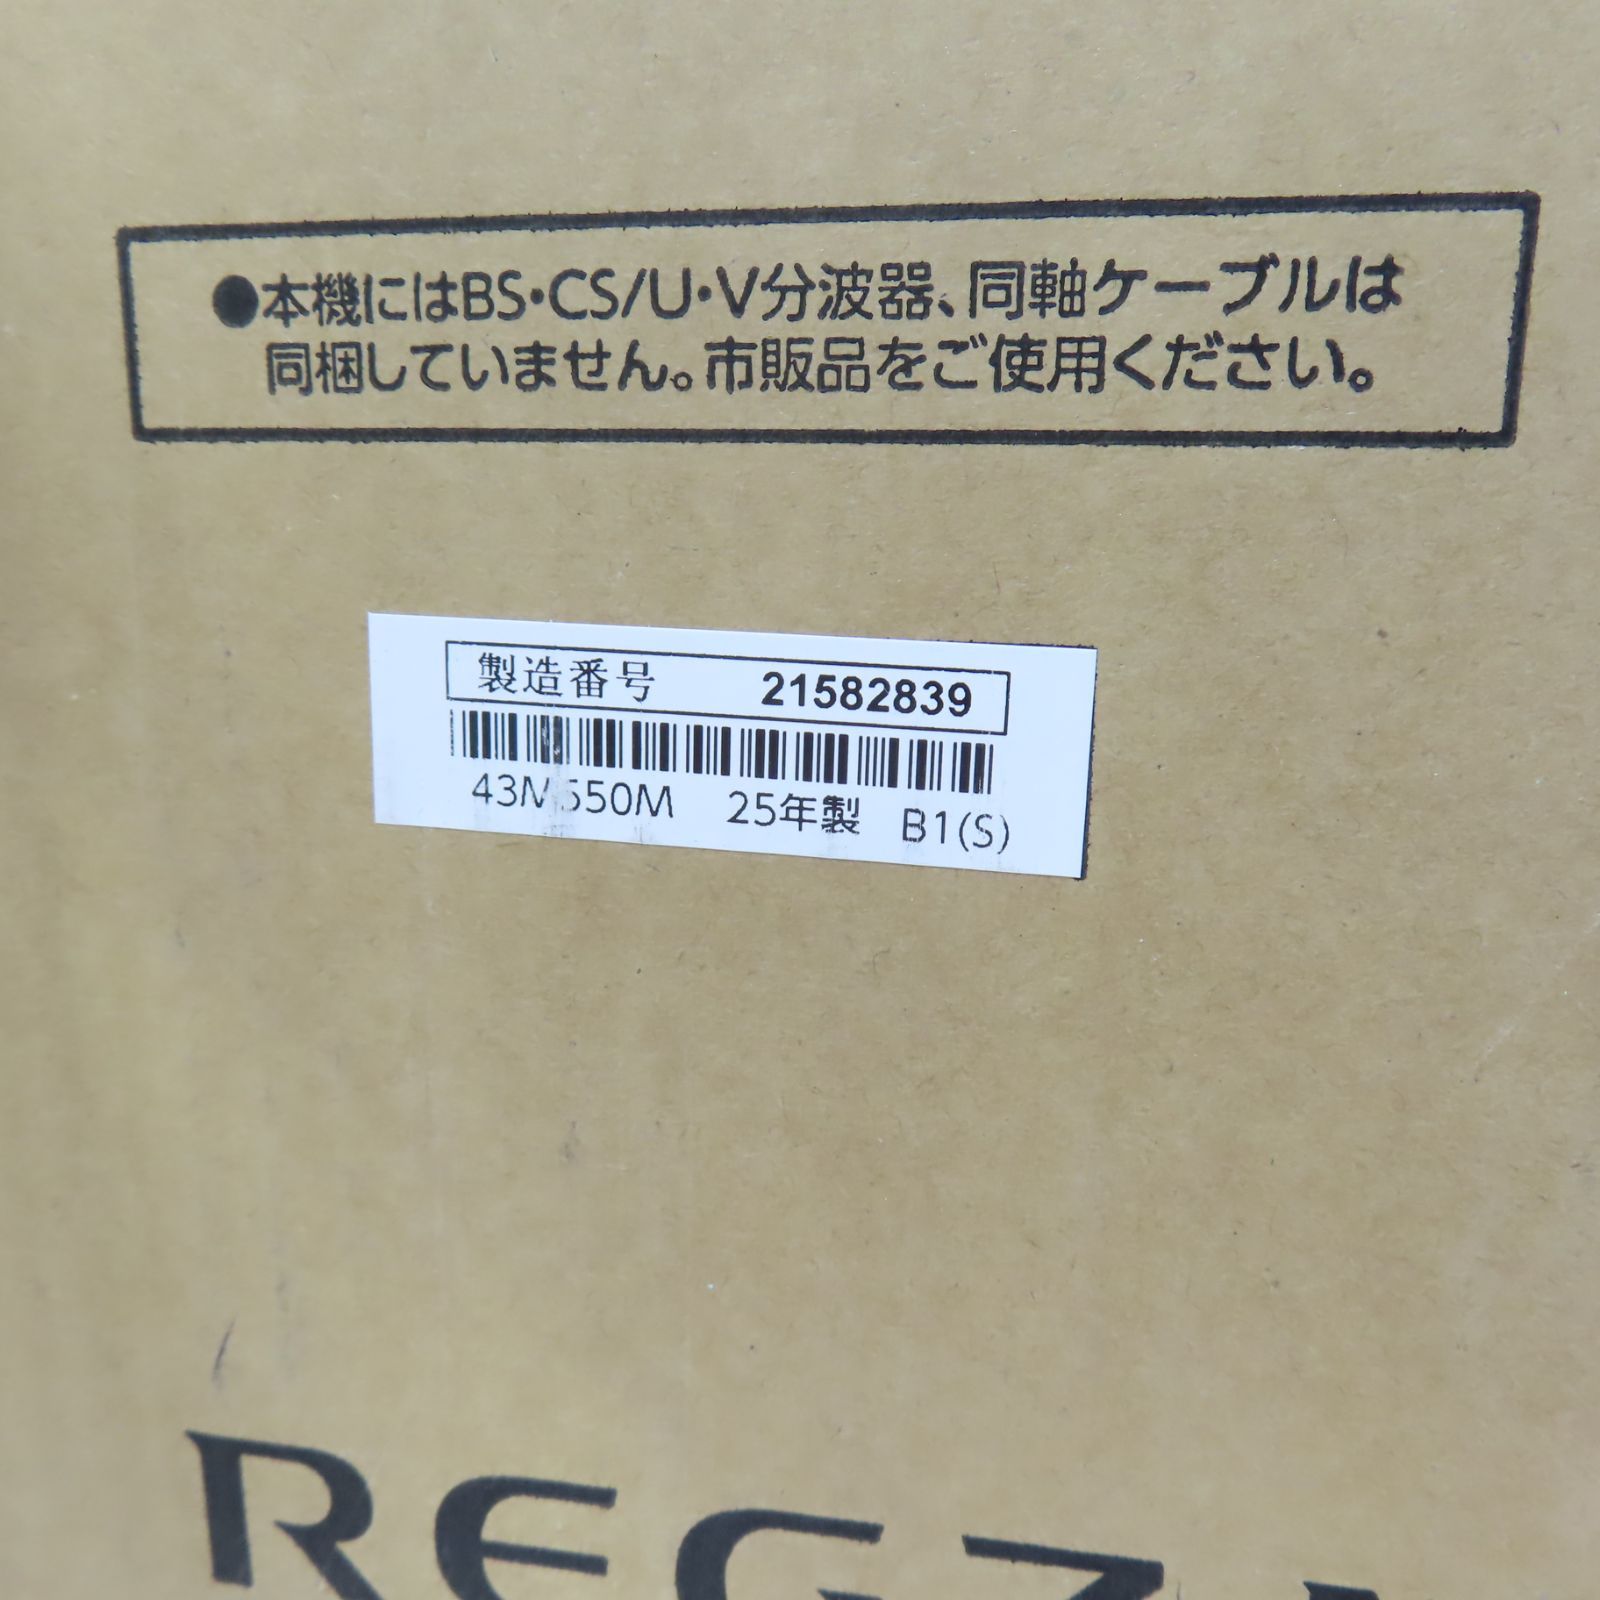 ●本機にはBS・CS/U・V分波器、同軸ケーブルは
同梱していません。市販品をご使用ください。
製造番号 21582839
43M550M 25年製 B1(S)
REGZA